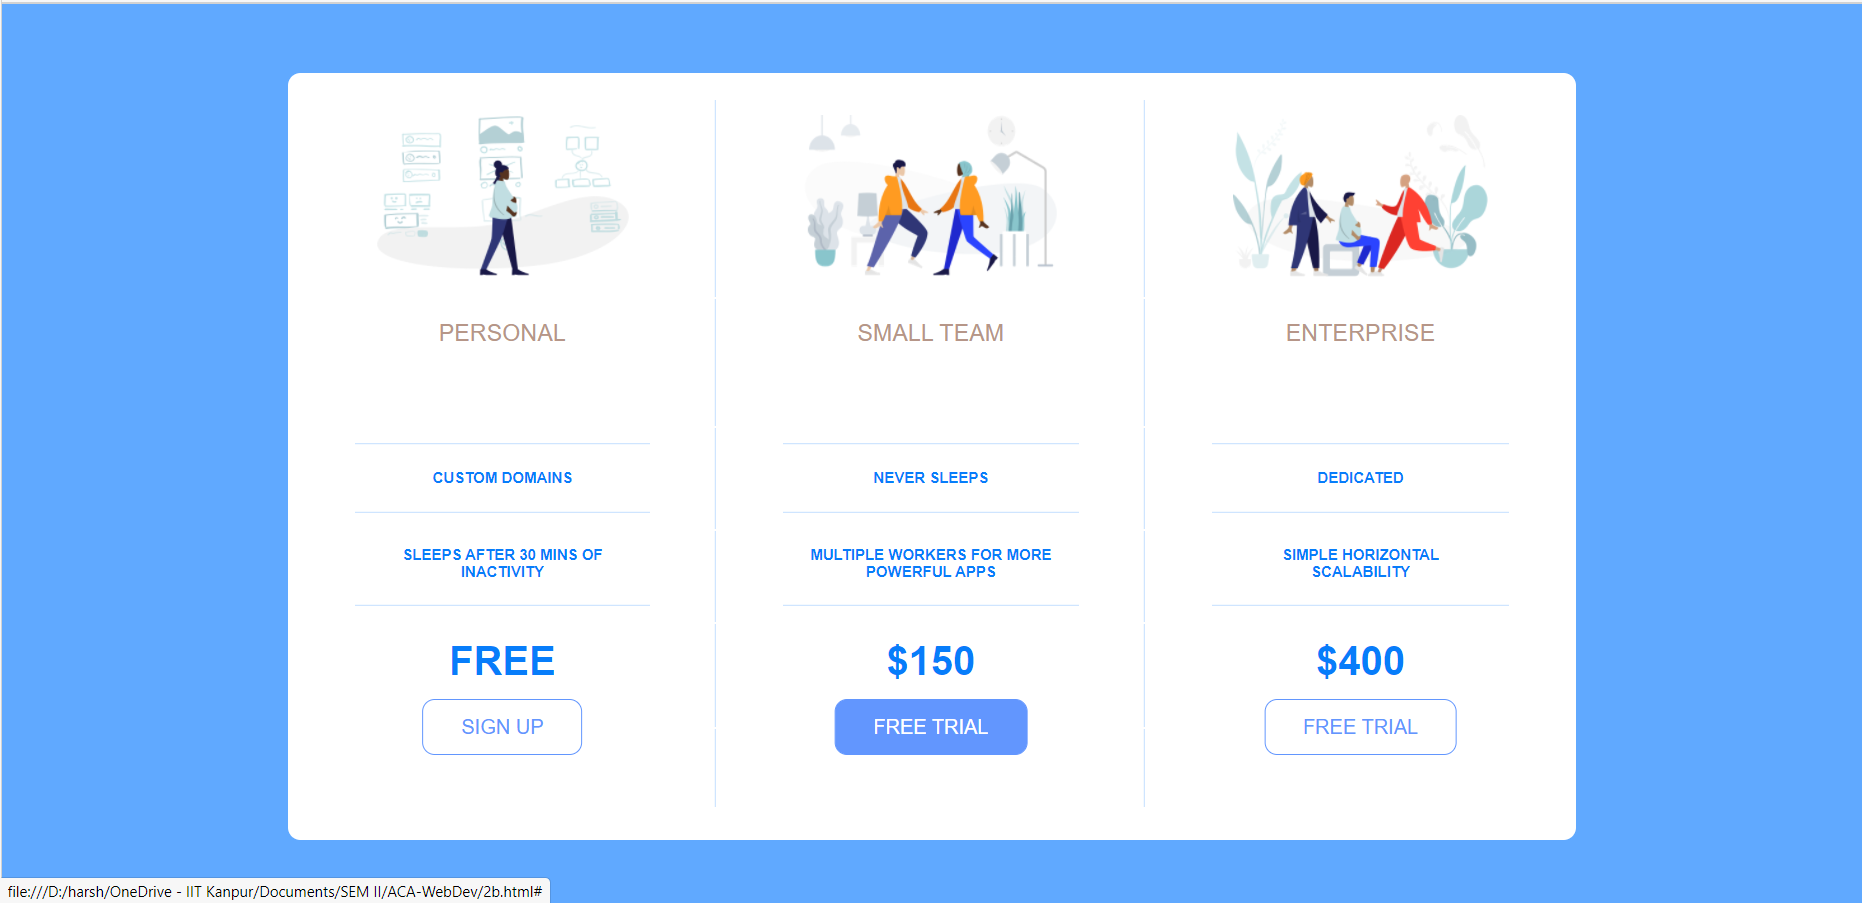 PERSONAL
CUSTOM DOMAINS
SLEEPS AFTER 30 MINS OF
INACTIVITY
FREE
SIGN UP
SMALL TEAM
NEVER SLEEPS
MULTIPLE WORKERS FOR MORE
POWERFUL APPS
$150
FREE TRIAL
ENTERPRISE
DEDICATED
SIMPLE HORIZONTAL
SCALABILITY
$400
FREE TRIAL
file:///D:/harsh/OneDrive - IIT Kanpur/Documents/SEM II/ACA-WebDev/2b.html#